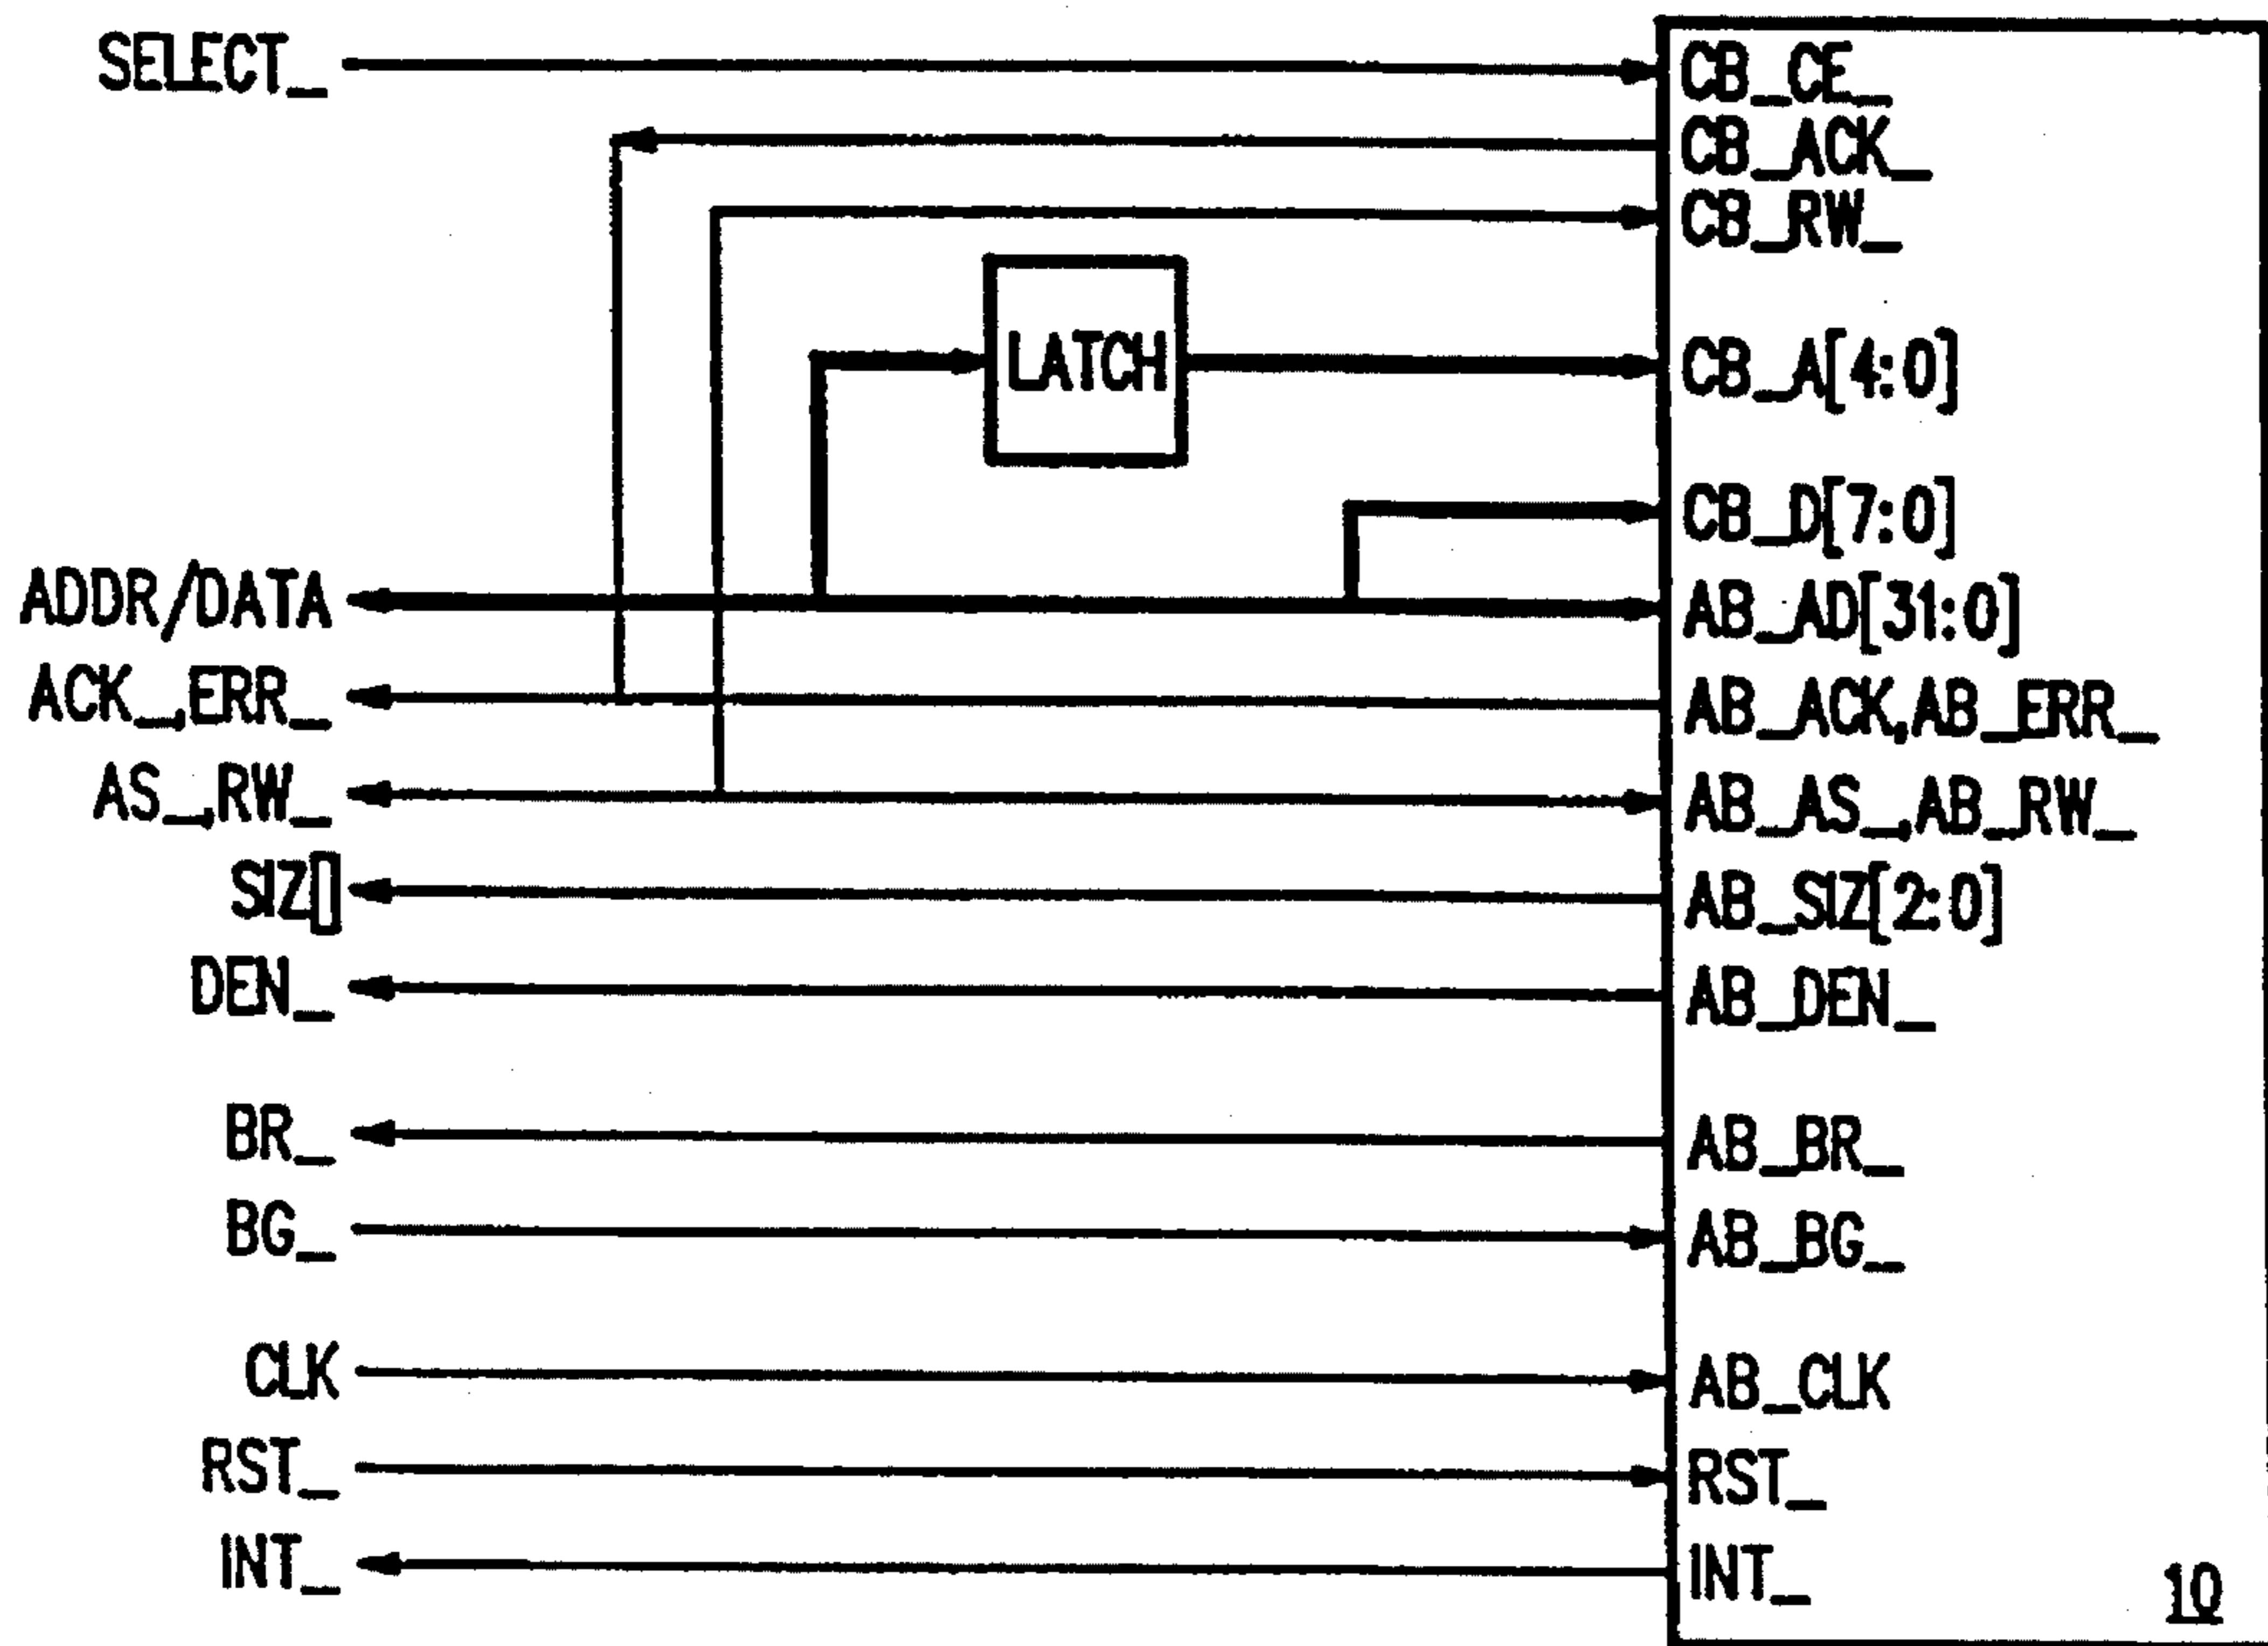 SELECT_
CB_CE_
CB_ACK_
CB_RW_
LATCH
CB_A[4:0]
CB_D[7:0]
ADDR/DATA
AB_AD[31:0]
ACK_,ERR_
AB_ACK,AB_ERR_
AS_,RW_
AB_AS_,AB_RW_
SIZ[]
AB_SIZ[2:0]
DEN_
AB_DEN_
BR_
AB_BR_
BG_
AB_BG_
CLK
AB_CLK
RST_
RST_
INT_
INT_
10